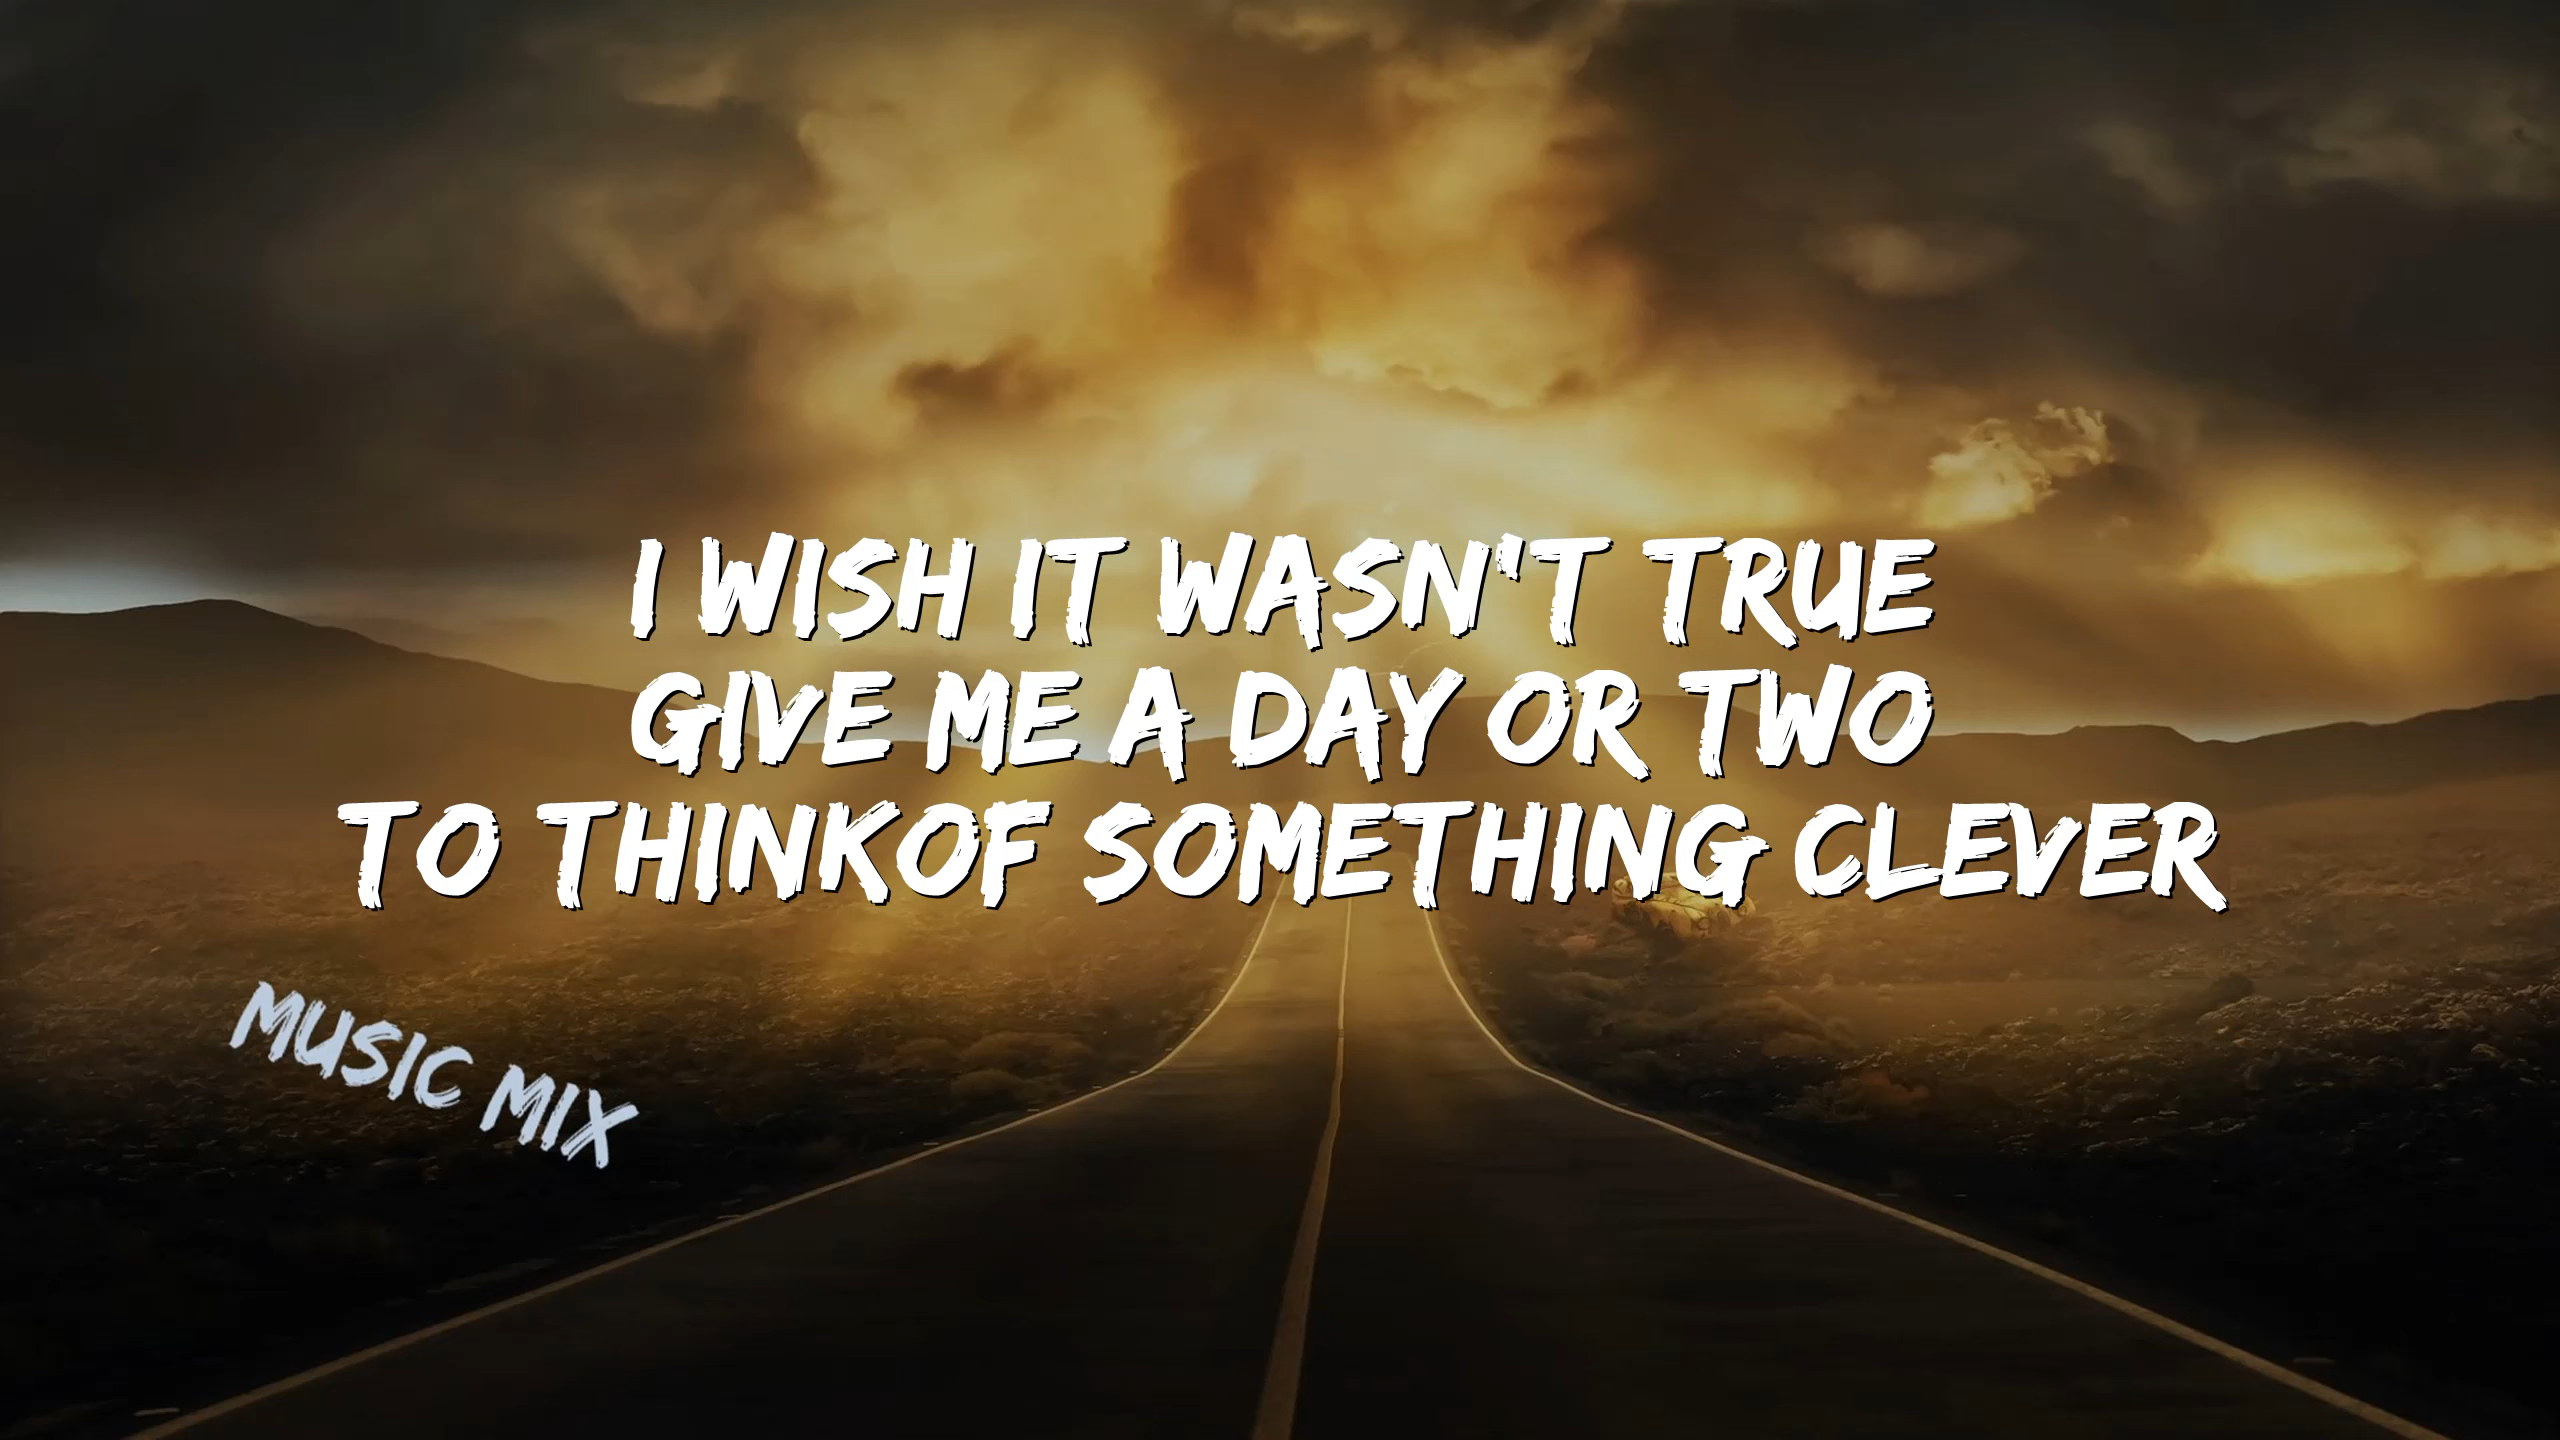 I WISH IT WASN'T TRUE
GIVE ME A DAY OR TWO
TO THINKOF SOMETHING CLEVER
MUSIC MIX